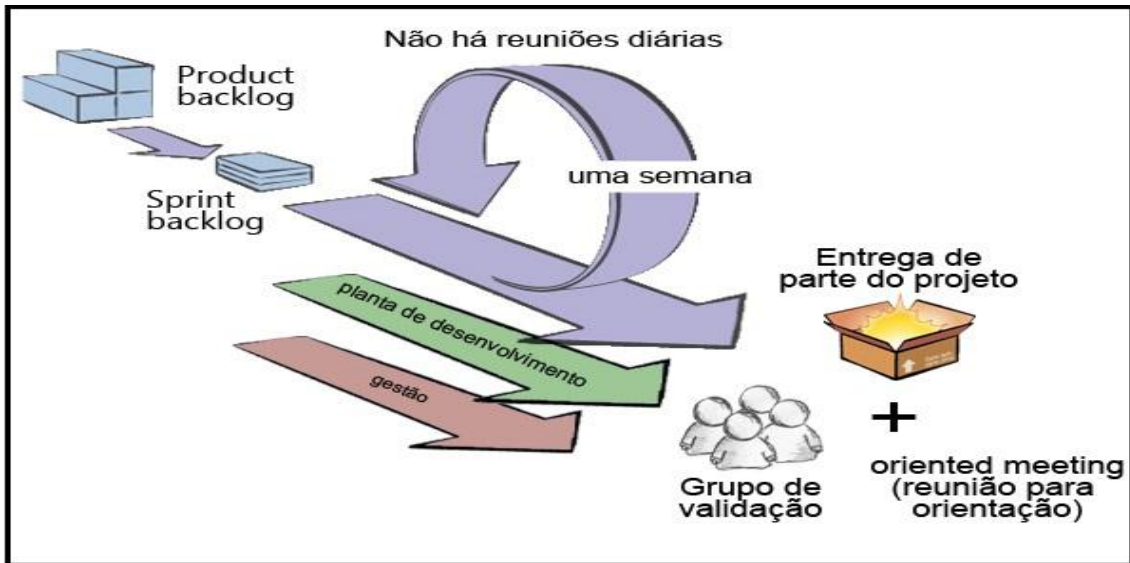 Não há reuniões diárias
Product
backlog
uma semana
Sprint
backlog
Entrega de
parte do projeto
planta de desenvolvimento
gestão
+
oriented meeting
(reunião para
orientação)
Grupo de
validação